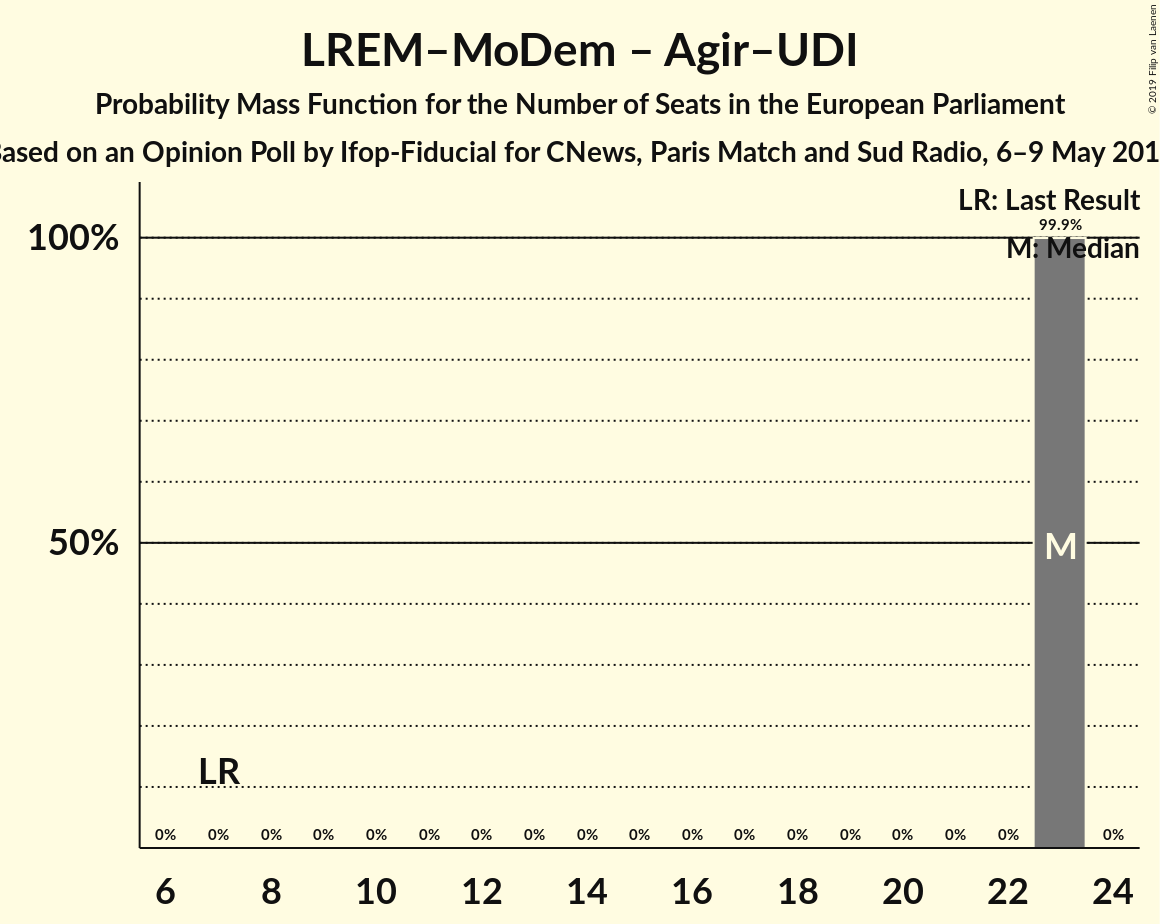 LREM–MoDem – Agir–UDI
Probability Mass Function for the Number of Seats in the European Parliament
ased on an Opinion Poll by Ifop-Fiducial for CNews, Paris Match and Sud Radio, 6–9 May 201
© 2019 Filip van Laenen
LR: Last Result
99.9%
100%
M: Median
50%
M
LR
0% 0% 0% 0% 0% 0% 0% 0% 0% 0% 0% 0% 0% 0% 0% 0% 0% 0%
6 8 10 12 14 16 18 20 22 24